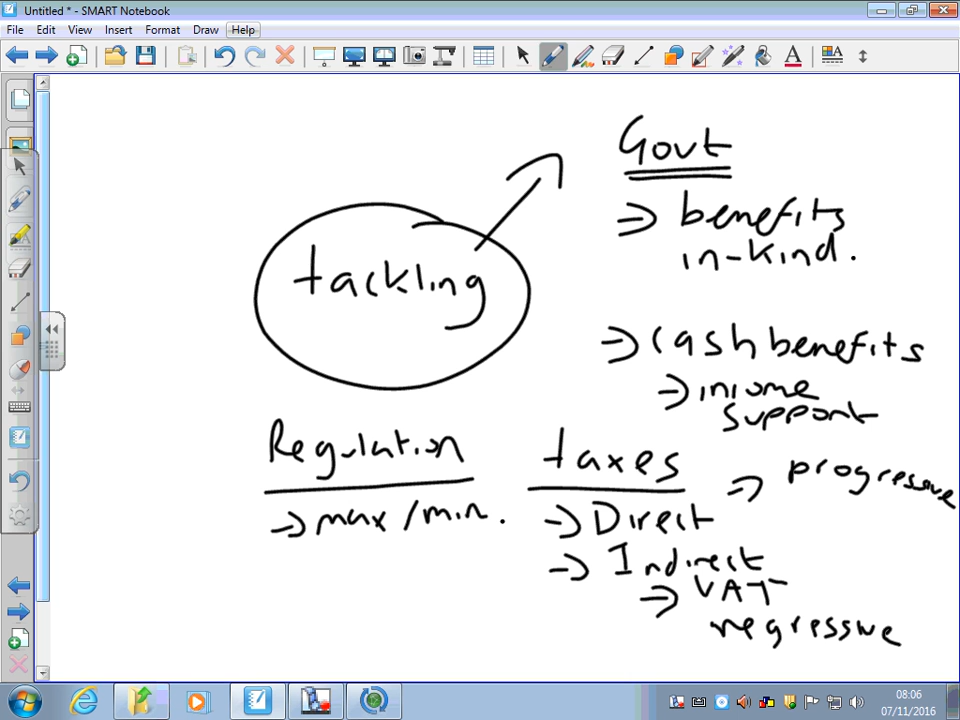 Untitled * - SMART Notebook
File Edit View Insert Format Draw Help
Govt
⇒ benefits
in-kind.
tackling
⇒ cash benefits
→ income
support
Regulation
→ max/min.
taxes
⇒ progressive
→ Direct
→ Indirect
⇒ VAT
regressive
08:06
07/11/2016